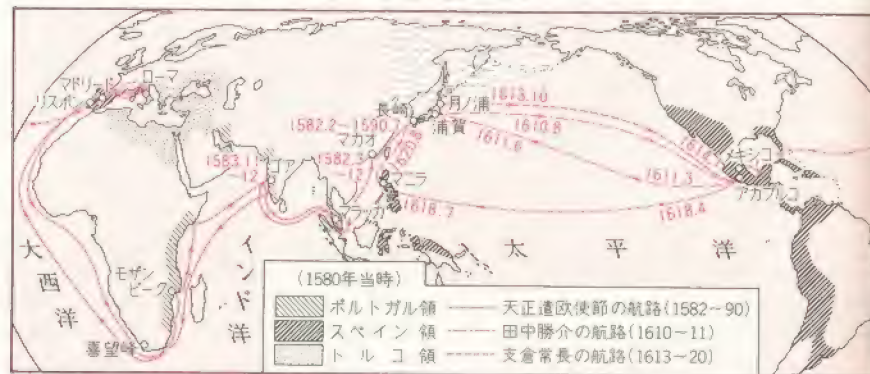 マドリード
ローマ
リスボン
長崎
月ノ浦
浦賀
1613.10
1610.8
1582.2~1590.7
マカオ
1620.8
1611.6
1583.11
~12
ゴア
1582.3
~12
マニラ
マラッカ
メキシコ
1611.3
アカプルコ
1618.7
1618.4
大西洋
インド洋
太平洋
モザンビーク
喜望峰
(1580年当時)
ポルトガル領
天正遣欧使節の航路(1582~90)
スペイン領
田中勝介の航路(1610~11)
トルコ領
支倉常長の航路(1613~20)